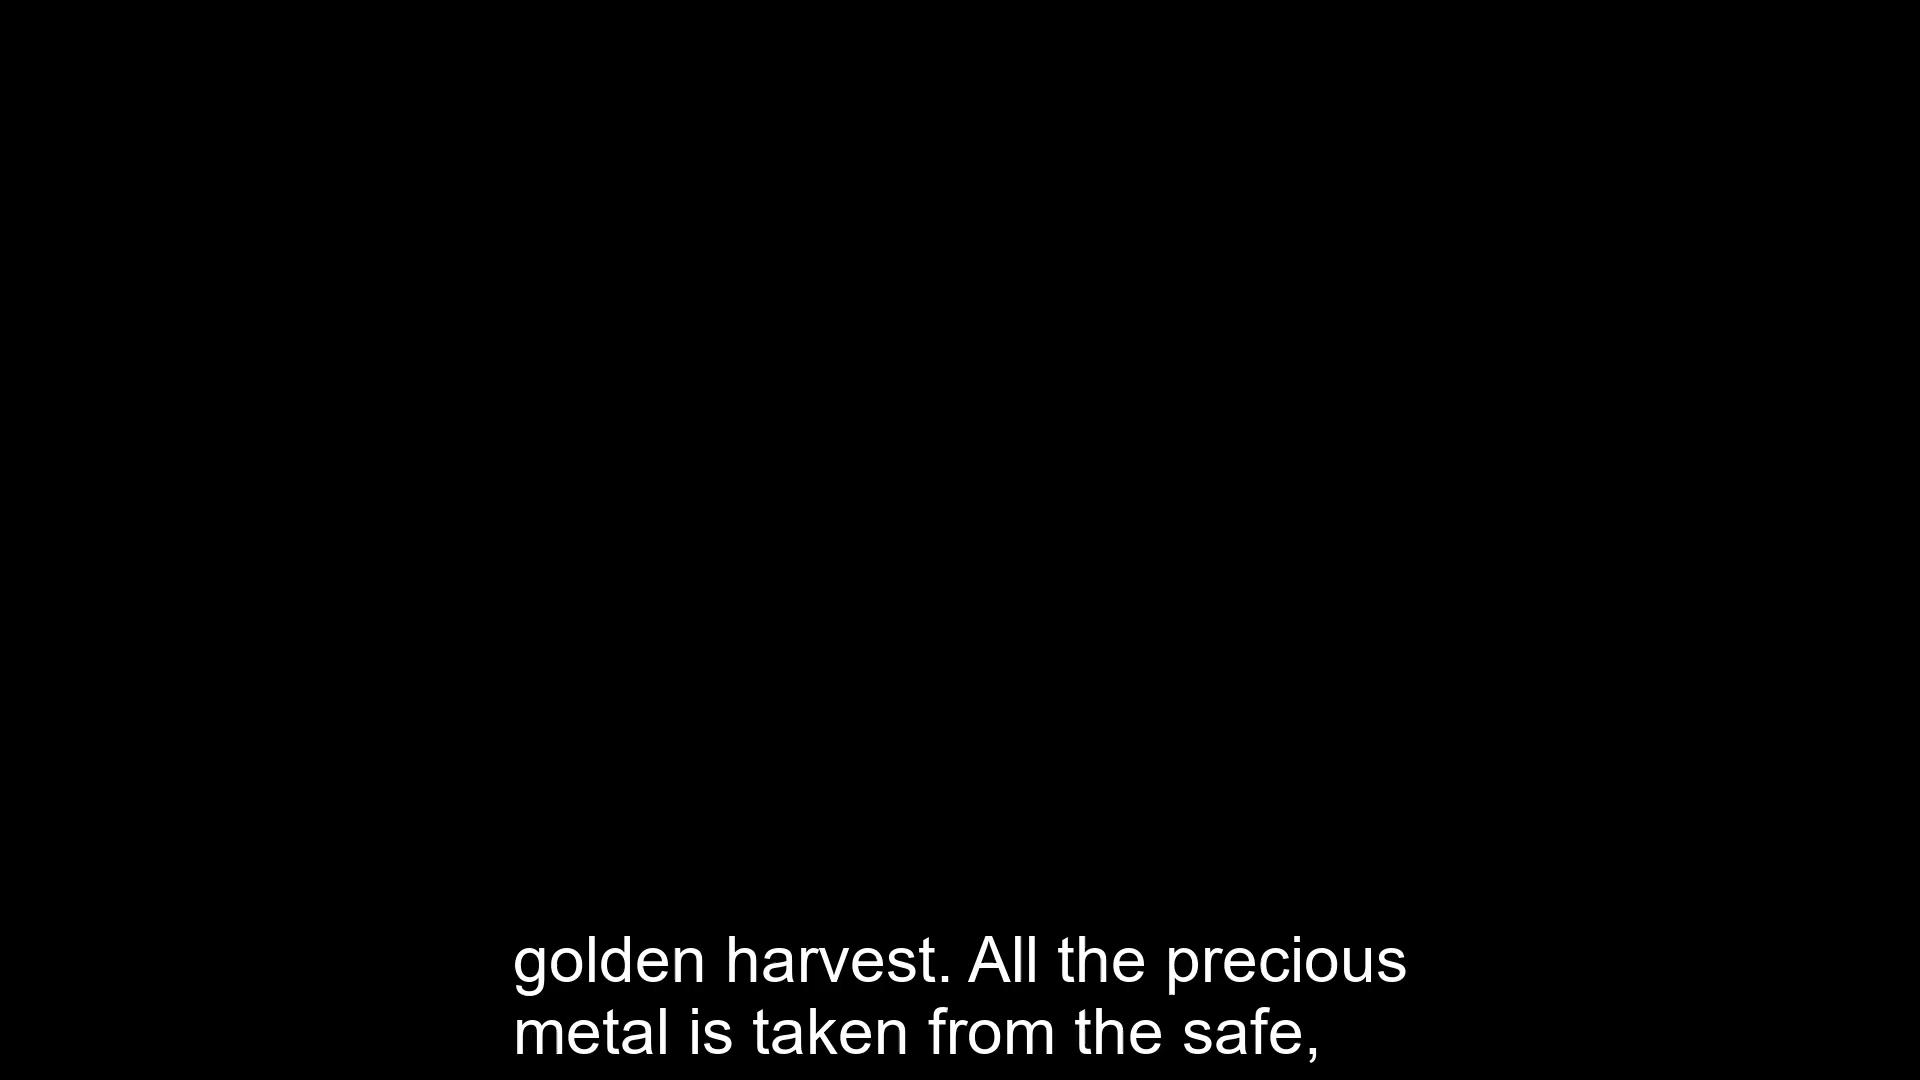 golden harvest. All the precious
metal is taken from the safe,